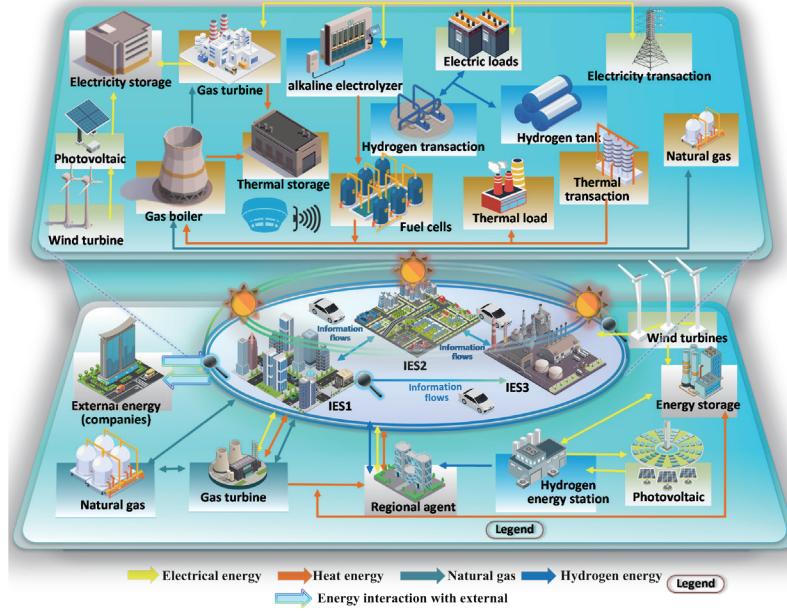 Electricity storage
Gas turbine
alkaline electrolyzer
Electric loads
Electricity transaction
Photovoltaic
Hydrogen transaction
Hydrogen tank
Natural gas
Thermal storage
Gas boiler
Fuel cells
Thermal load
Thermal
transaction
Wind turbine
Information
flows
IES2
Information
flows
Wind turbines
IES1
Information
flows
IES3
External energy
(companies)
Energy storage
Natural gas
Gas turbine
Regional agent
Hydrogen
energy station
Photovoltaic
Legend
Electrical energy
Heat energy
Natural gas
Hydrogen energy
Legend
Energy interaction with external